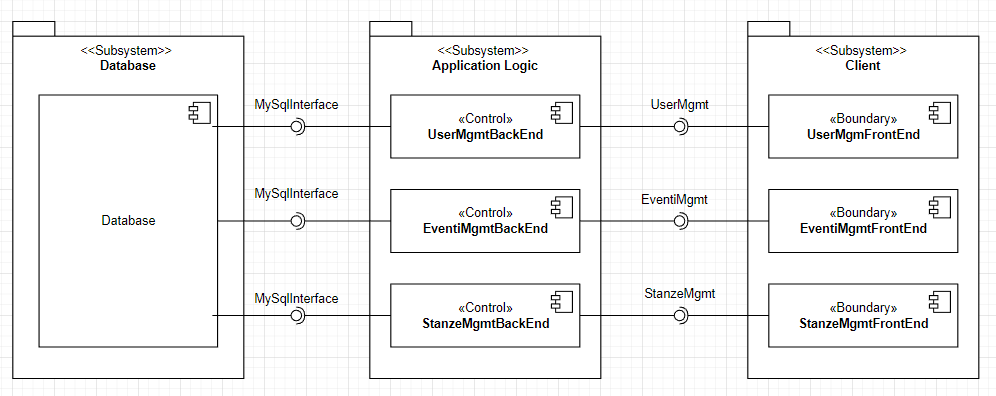 <<Subsystem>>
Database
Database
MySqlInterface
MySqlInterface
MySqlInterface
<<Subsystem>>
Application Logic
«Control»
UserMgmtBackEnd
«Control»
EventiMgmtBackEnd
«Control»
StanzeMgmtBackEnd
UserMgmt
EventiMgmt
StanzeMgmt
<<Subsystem>>
Client
«Boundary»
UserMgmFrontEnd
«Boundary»
EventiMgmtFrontEnd
«Boundary»
StanzeMgmtFrontEnd